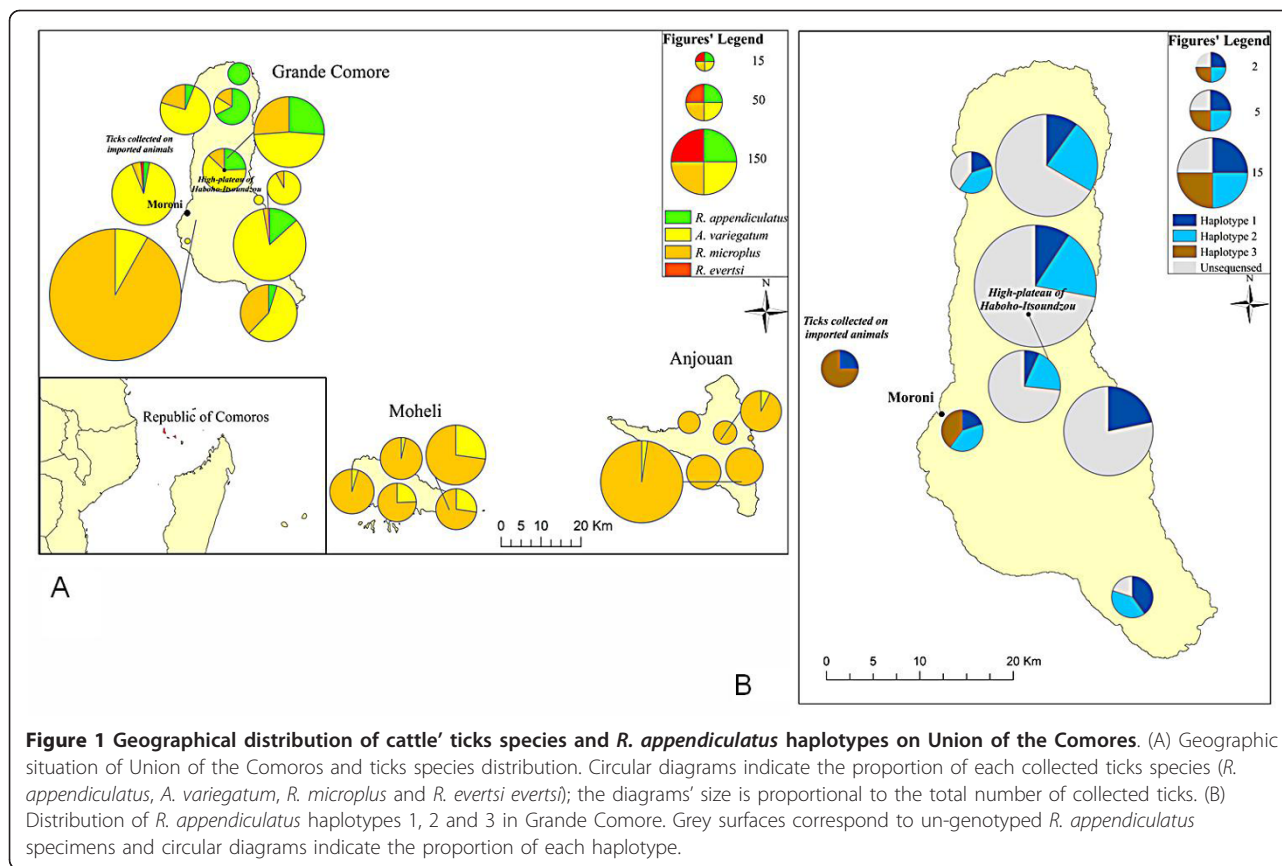 Figures' Legend
15
50
150
R. appendiculatus
A. variegatum
R. microplus
R. evertsi
N
Grande Comore
Ticks collected on
imported animals
High-plateau of
Haboho-Itsoundzou
Moroni
Republic of Comoros
Moheli
Anjouan
0 5 10 20 Km
A
Figures' Legend
2
5
15
Haplotype 1
Haplotype 2
Haplotype 3
Unsequensed
N
High-plateau of
Haboho-Itsoundzou
Ticks collected on
imported animals
Moroni
0 5 10 20 Km
B
Figure 1 Geographical distribution of cattle' ticks species and R. appendiculatus haplotypes on Union of the Comores. (A) Geographic
situation of Union of the Comoros and ticks species distribution. Circular diagrams indicate the proportion of each collected ticks species (R.
appendiculatus, A. variegatum, R. microplus and R. evertsi evertsi); the diagrams' size is proportional to the total number of collected ticks. (B)
Distribution of R. appendiculatus haplotypes 1, 2 and 3 in Grande Comore. Grey surfaces correspond to un-genotyped R. appendiculatus
specimens and circular diagrams indicate the proportion of each haplotype.